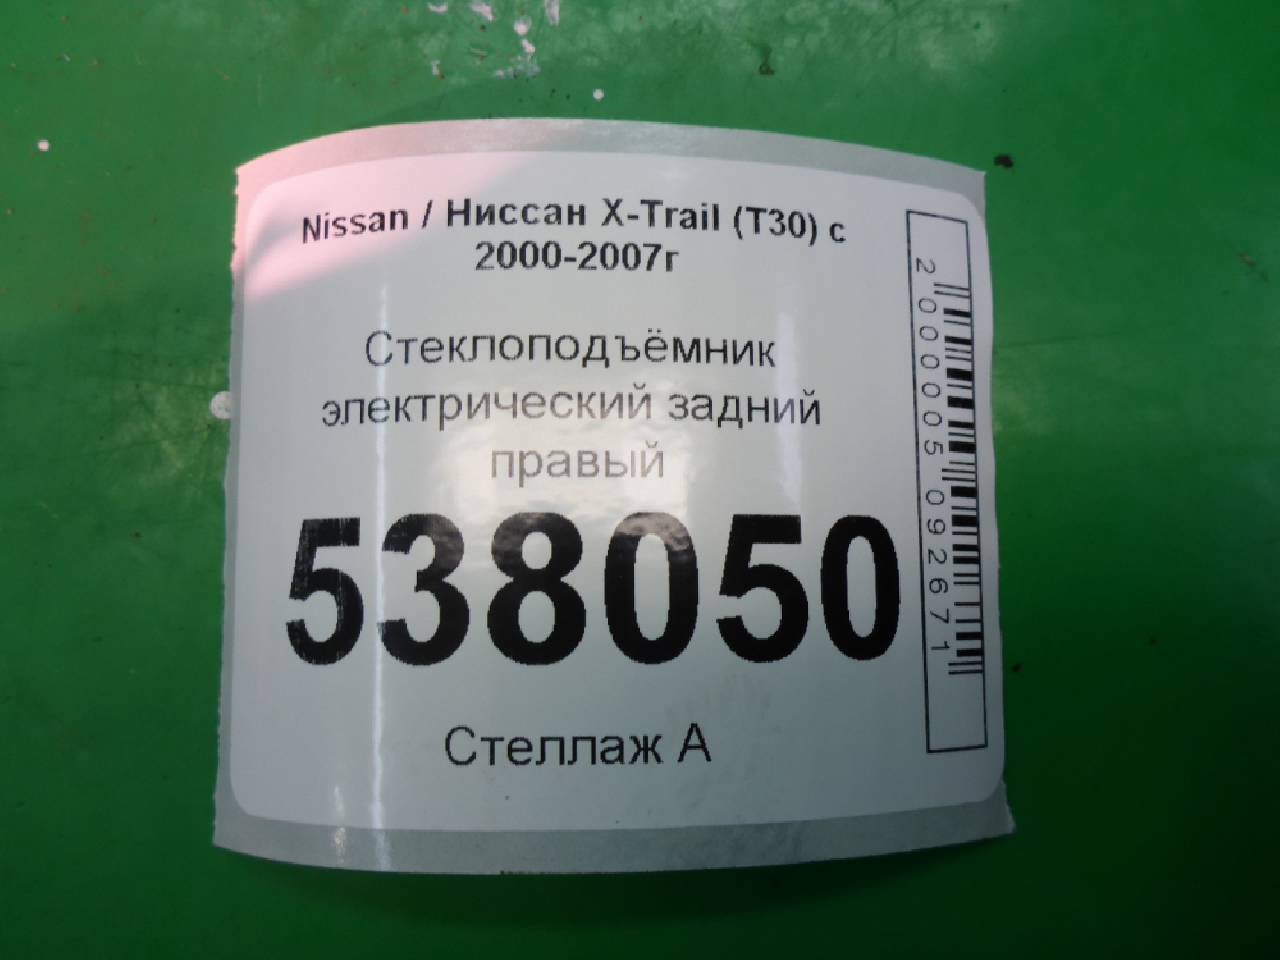 Nissan / Ниссан X-Trail (T30) с
2000-2007г
Стеклоподъёмник
электрический задний
правый
538050
Стеллаж А
2000005092671